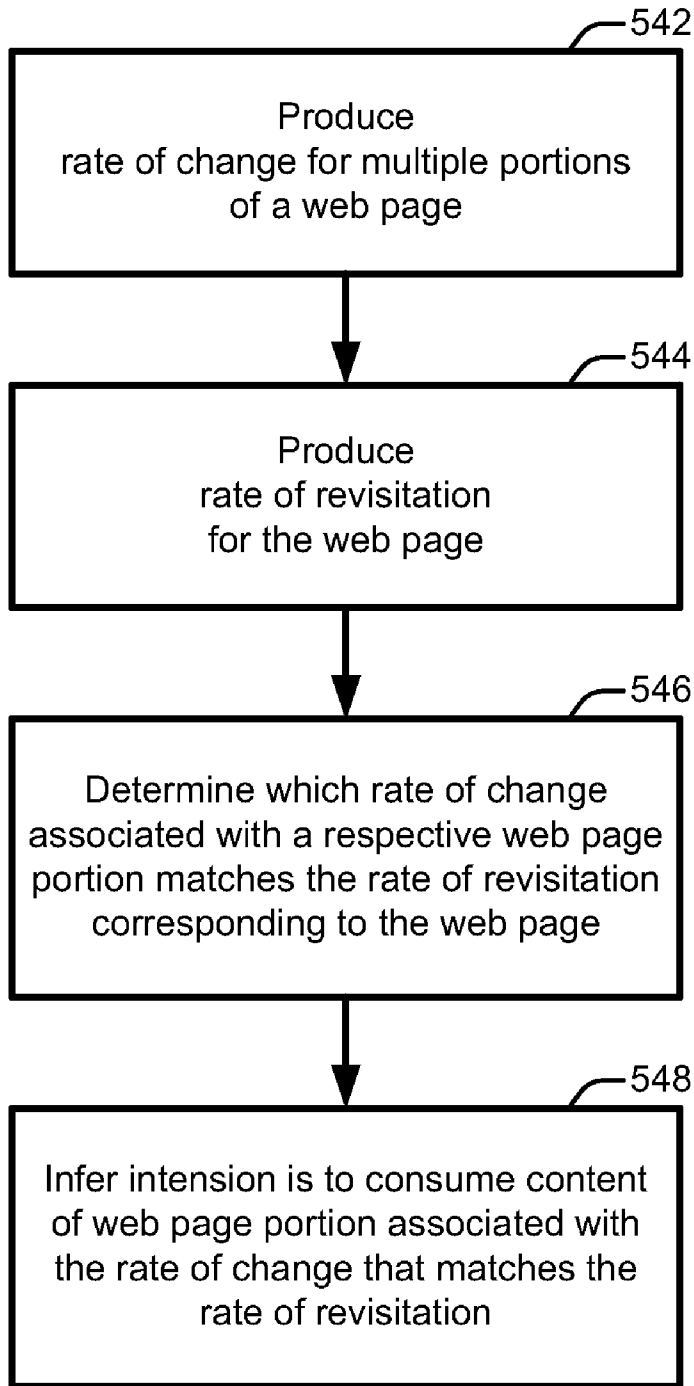 542
Produce
rate of change for multiple portions
of a web page
544
Produce
rate of revisitation
for the web page
546
Determine which rate of change
associated with a respective web page
portion matches the rate of revisitation
corresponding to the web page
548
Infer intension is to consume content
of web page portion associated with
the rate of change that matches the
rate of revisitation